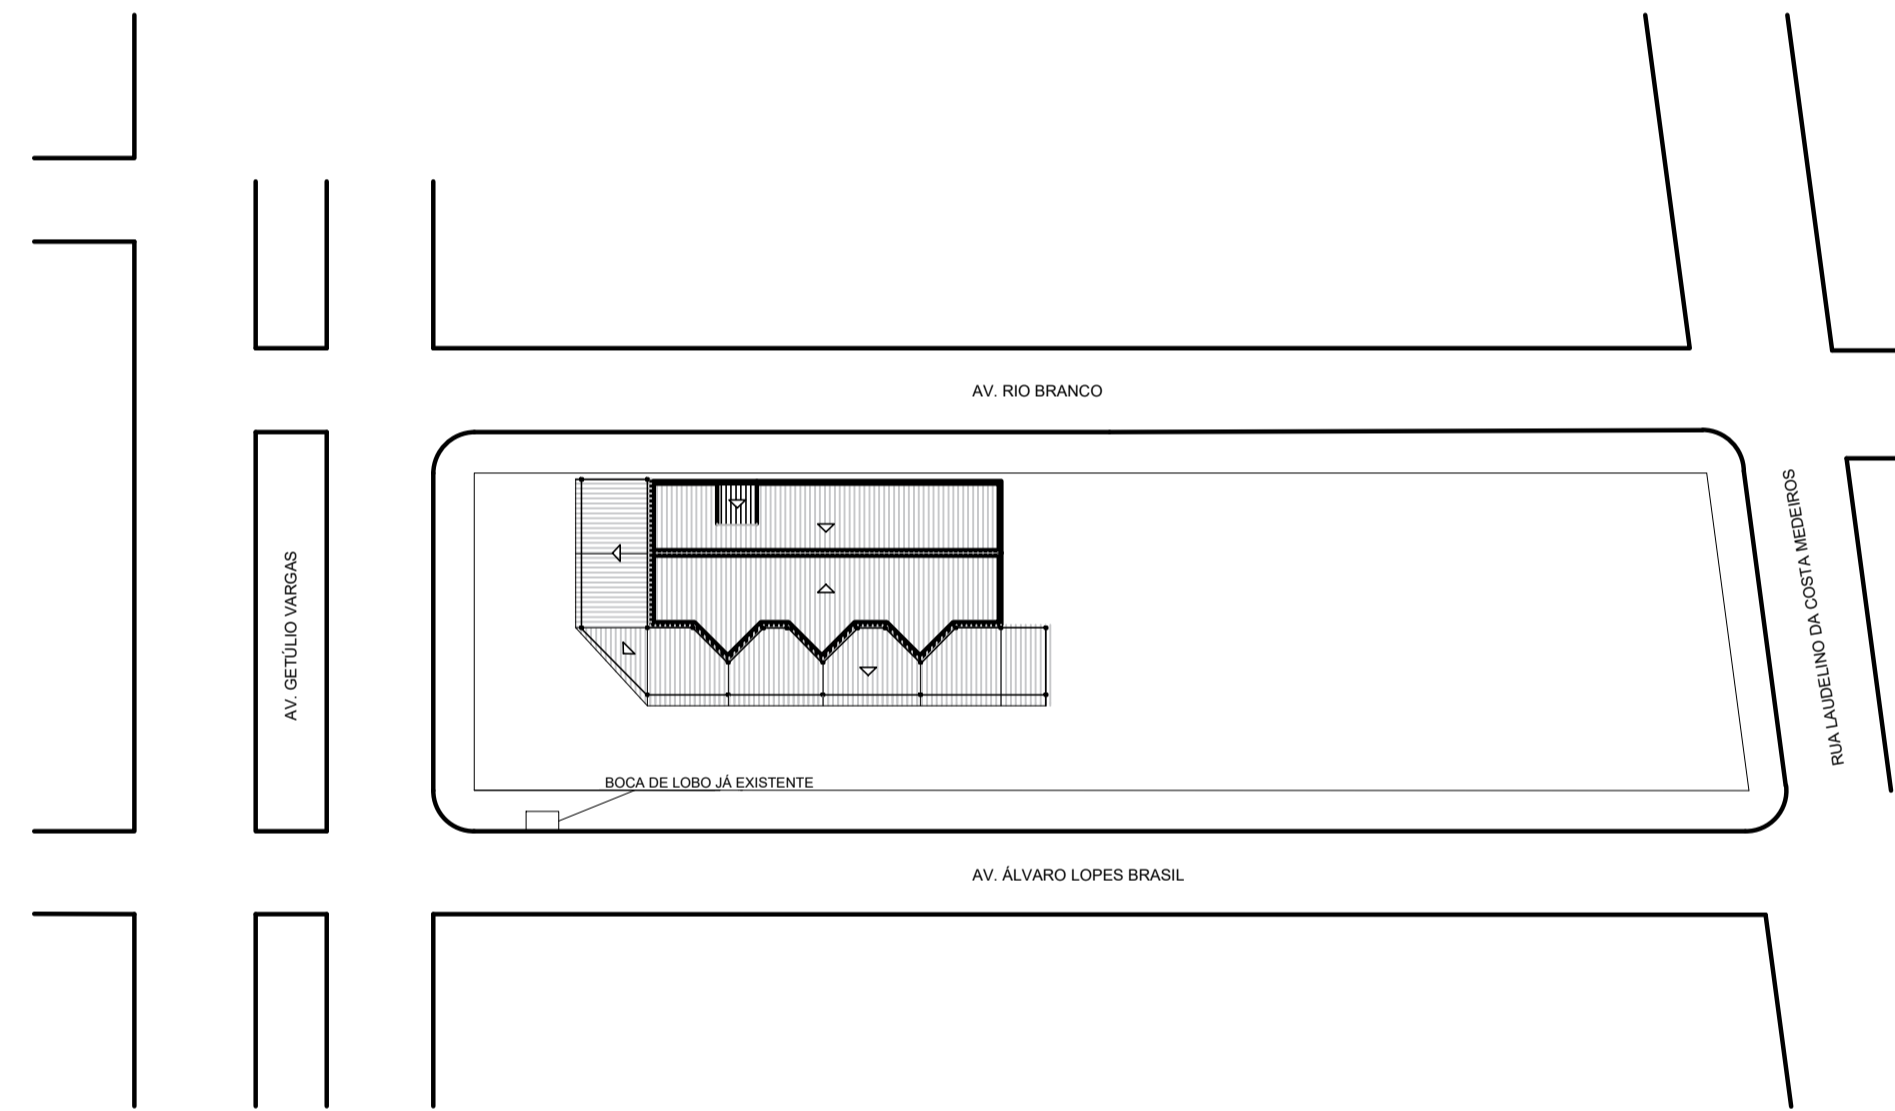 AV. RIO BRANCO
AV. GETÚLIO VARGAS
RUA LAUDELINO DA COSTA MEDEIROS
BOCA DE LOBO JÁ EXISTENTE
AV. ÁLVARO LOPES BRASIL